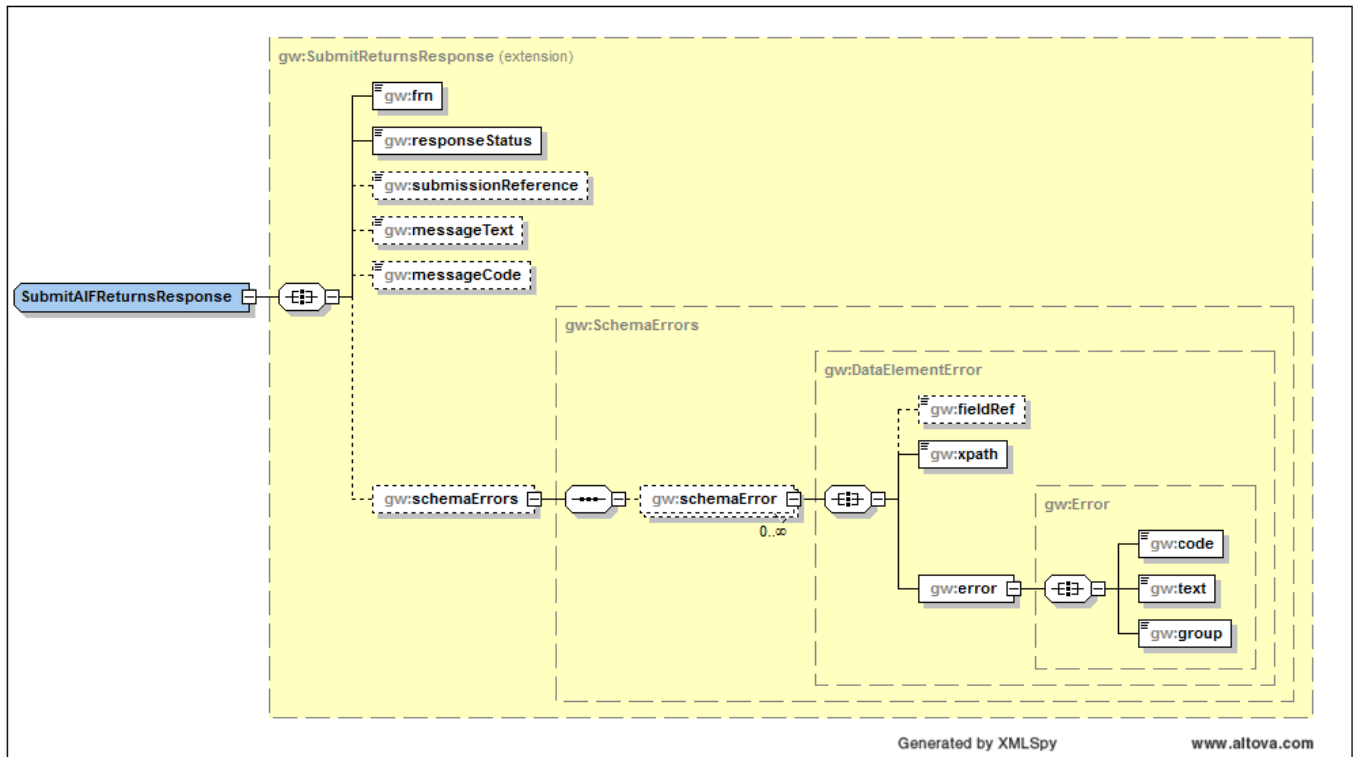 gw:SubmitReturnsResponse (extension)
gw:frn
gw:responseStatus
gw:submissionReference
gw:messageText
gw:messageCode
SubmitAIFReturnsResponse
gw:SchemaErrors
gw:DataElementError
gw:fieldRef
gw:xpath
gw:schemaErrors
gw:schemaError
0..∞
gw:Error
gw:code
gw:error
gw:text
gw:group
Generated by XMLSpy
www.altova.com